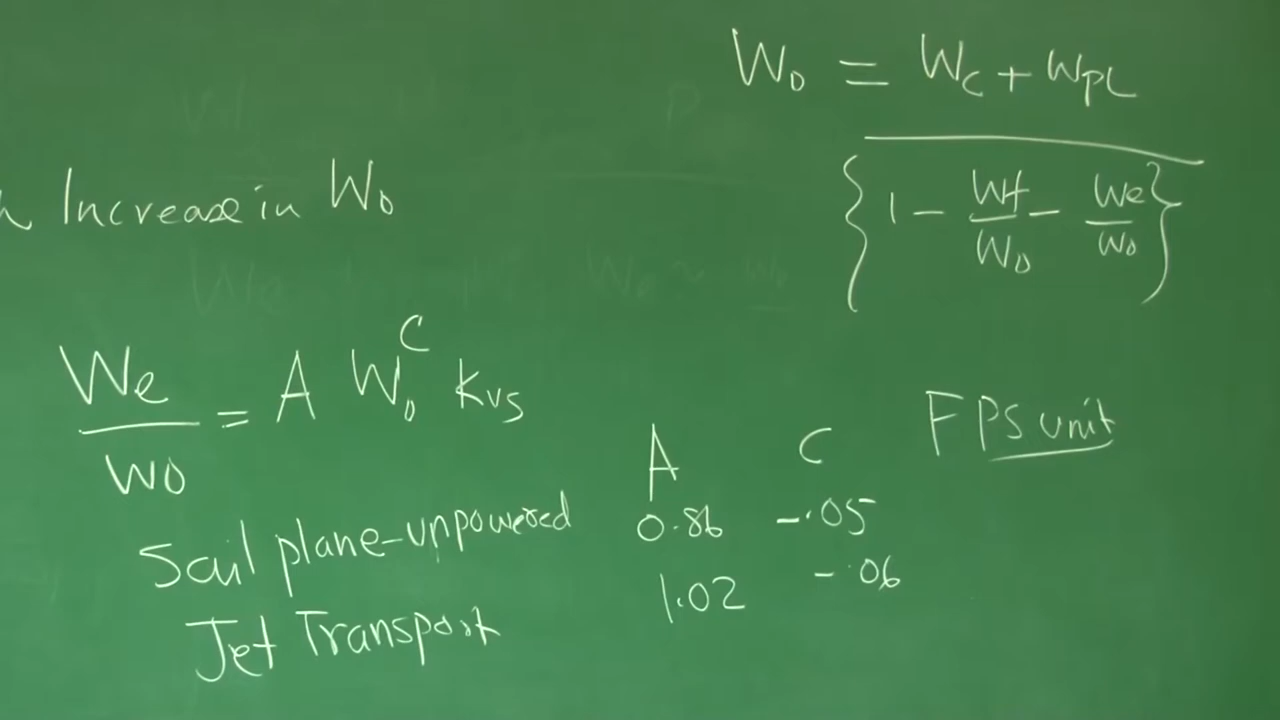 W₀ = Wc + WPL
{1 - Wf/W₀ - We/W₀}
Increase in W₀
We/W₀ = A W₀^C Kvs
FPS unit
A C
Sail plane-unpowered 0.86 -.05
Jet Transport 1.02 -.06